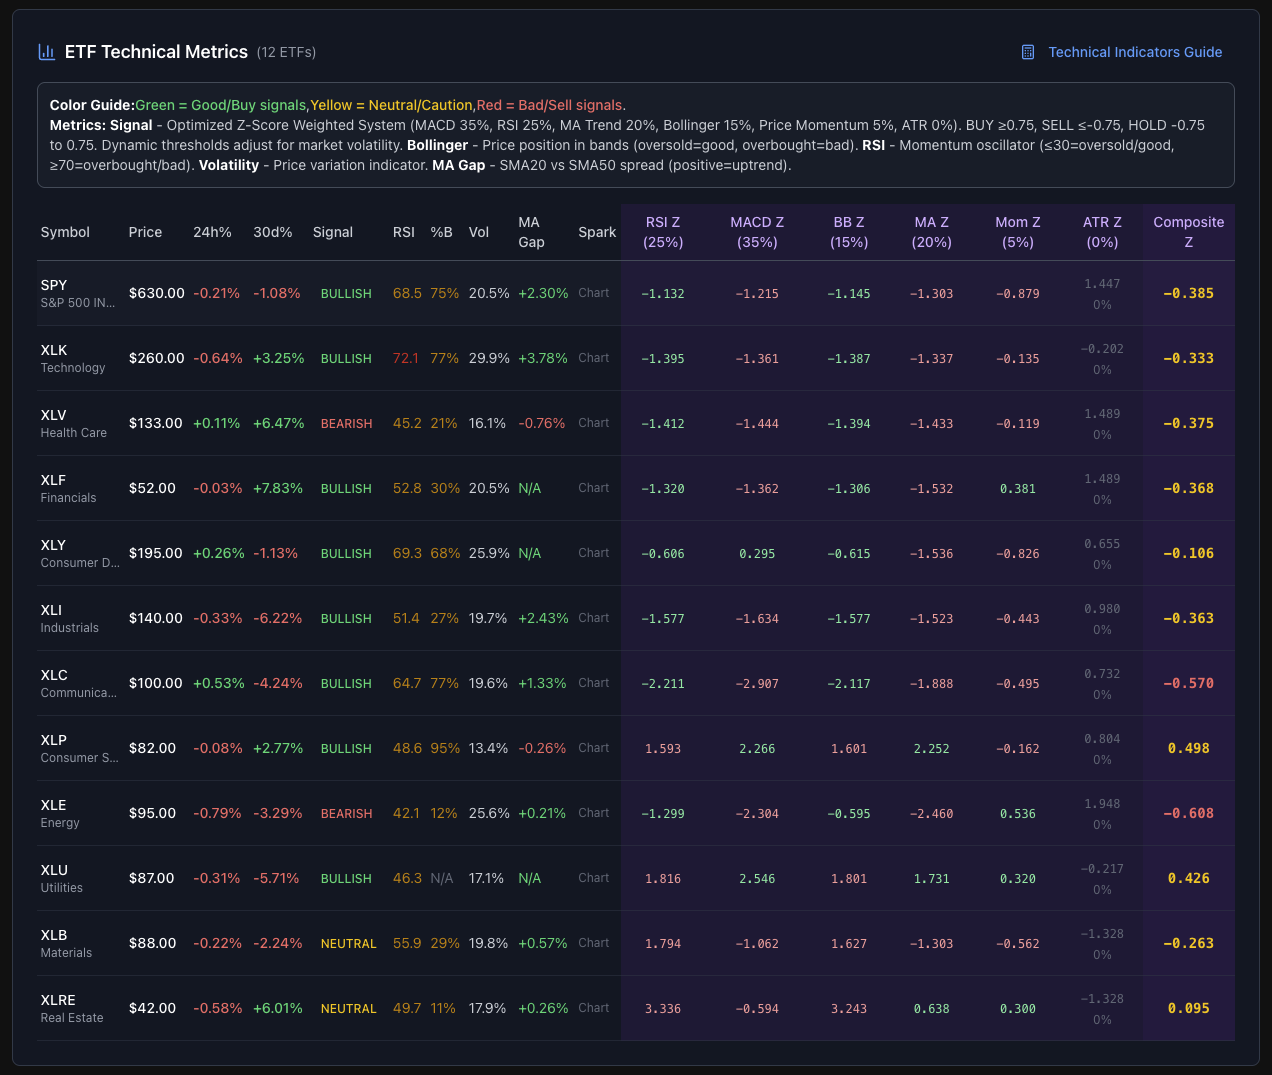 ETF Technical Metrics (12 ETFs)
Technical Indicators Guide
Color Guide:Green = Good/Buy signals,Yellow = Neutral/Caution,Red = Bad/Sell signals.
Metrics: Signal - Optimized Z-Score Weighted System (MACD 35%, RSI 25%, MA Trend 20%, Bollinger 15%, Price Momentum 5%, ATR 0%). BUY ≥0.75, SELL ≤-0.75, HOLD -0.75
to 0.75. Dynamic thresholds adjust for market volatility. Bollinger - Price position in bands (oversold=good, overbought=bad). RSI - Momentum oscillator (≤30=oversold/good,
≥70=overbought/bad). Volatility - Price variation indicator. MA Gap - SMA20 vs SMA50 spread (positive=uptrend).
Symbol Price 24h% 30d% Signal RSI %B Vol MA Gap Spark RSI Z (25%) MACD Z (35%) BB Z (15%) MA Z (20%) Mom Z (5%) ATR Z (0%) Composite Z
SPY $630.00 -0.21% -1.08% BULLISH 68.5 75% 20.5% +2.30% Chart -1.132 -1.215 -1.145 -1.303 -0.879 1.447 -0.385
S&P 500 IN... 0%
XLK $260.00 -0.64% +3.25% BULLISH 72.1 77% 29.9% +3.78% Chart -1.395 -1.361 -1.387 -1.337 -0.135 -0.202 -0.333
Technology 0%
XLV $133.00 +0.11% +6.47% BEARISH 45.2 21% 16.1% -0.76% Chart -1.412 -1.444 -1.394 -1.433 -0.119 1.489 -0.375
Health Care 0%
XLF $52.00 -0.03% +7.83% BULLISH 52.8 30% 20.5% N/A Chart -1.320 -1.362 -1.306 -1.532 0.381 1.489 -0.368
Financials 0%
XLY $195.00 +0.26% -1.13% BULLISH 69.3 68% 25.9% N/A Chart -0.606 0.295 -0.615 -1.536 -0.826 0.655 -0.106
Consumer D... 0%
XLI $140.00 -0.33% -6.22% BULLISH 51.4 27% 19.7% +2.43% Chart -1.577 -1.634 -1.577 -1.523 -0.443 0.980 -0.363
Industrials 0%
XLC $100.00 +0.53% -4.24% BULLISH 64.7 77% 19.6% +1.33% Chart -2.211 -2.907 -2.117 -1.888 -0.495 0.732 -0.570
Communica... 0%
XLP $82.00 -0.08% +2.77% BULLISH 48.6 95% 13.4% -0.26% Chart 1.593 2.266 1.601 2.252 -0.162 0.804 0.498
Consumer S... 0%
XLE $95.00 -0.79% -3.29% BEARISH 42.1 12% 25.6% +0.21% Chart -1.299 -2.304 -0.595 -2.460 0.536 1.948 -0.608
Energy 0%
XLU $87.00 -0.31% -5.71% BULLISH 46.3 N/A 17.1% N/A Chart 1.816 2.546 1.801 1.731 0.320 -0.217 0.426
Utilities 0%
XLB $88.00 -0.22% -2.24% NEUTRAL 55.9 29% 19.8% +0.57% Chart 1.794 -1.062 1.627 -1.303 -0.562 -1.328 -0.263
Materials 0%
XLRE $42.00 -0.58% +6.01% NEUTRAL 49.7 11% 17.9% +0.26% Chart 3.336 -0.594 3.243 0.638 0.300 -1.328 0.095
Real Estate 0%